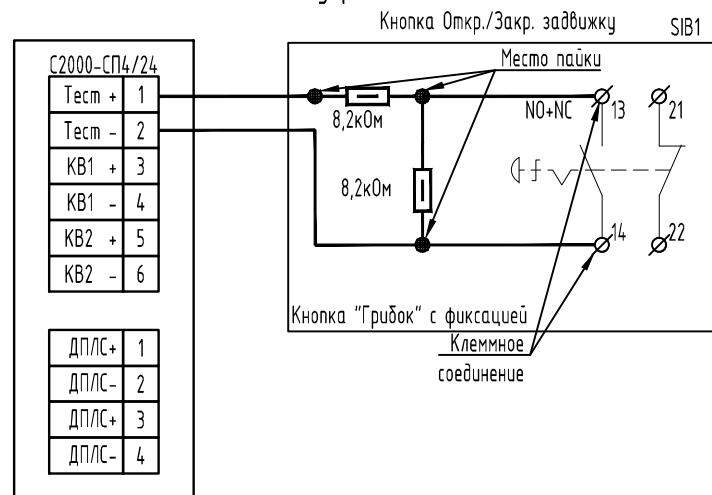 Кнопка Откр./Закр. задвижку
SIB1
С2000-СП4/24
Место пайки
Тест + 1
Тест - 2
КВ1 + 3
КВ1 - 4
КВ2 + 5
КВ2 - 6
8,2кОм
NO+NC
13
21
8,2кОм
14
22
Кнопка "Грибок" с фиксацией
Клеммное
соединение
ДПЛС+ 1
ДПЛС- 2
ДПЛС+ 3
ДПЛС- 4